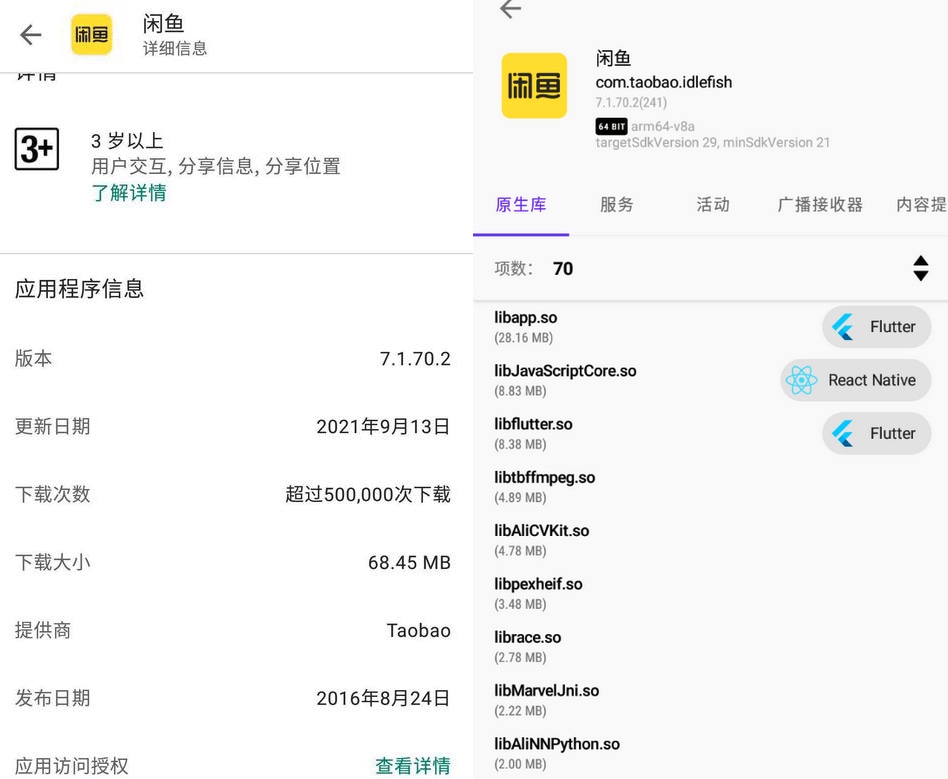 闲鱼
闲鱼
详细信息
详情
3+
3 岁以上
用户交互, 分享信息, 分享位置
了解详情
应用程序信息
版本 7.1.70.2
更新日期 2021年9月13日
下载次数 超过500,000次下载
下载大小 68.45 MB
提供商 Taobao
发布日期 2016年8月24日
应用访问授权 查看详情
闲鱼
闲鱼
com.taobao.idlefish
7.1.70.2(241)
64 BIT arm64-v8a
targetSdkVersion 29, minSdkVersion 21
原生库 服务 活动 广播接收器 内容提
项数: 70
libapp.so
Flutter
(28.16 MB)
libJavaScriptCore.so
React Native
(8.83 MB)
libflutter.so
Flutter
(8.38 MB)
libtbffmpeg.so
(4.89 MB)
libAliCVKit.so
(4.78 MB)
libpexheif.so
(3.48 MB)
librace.so
(2.78 MB)
libMarvelJni.so
(2.22 MB)
libAliNNPython.so
(2.00 MB)